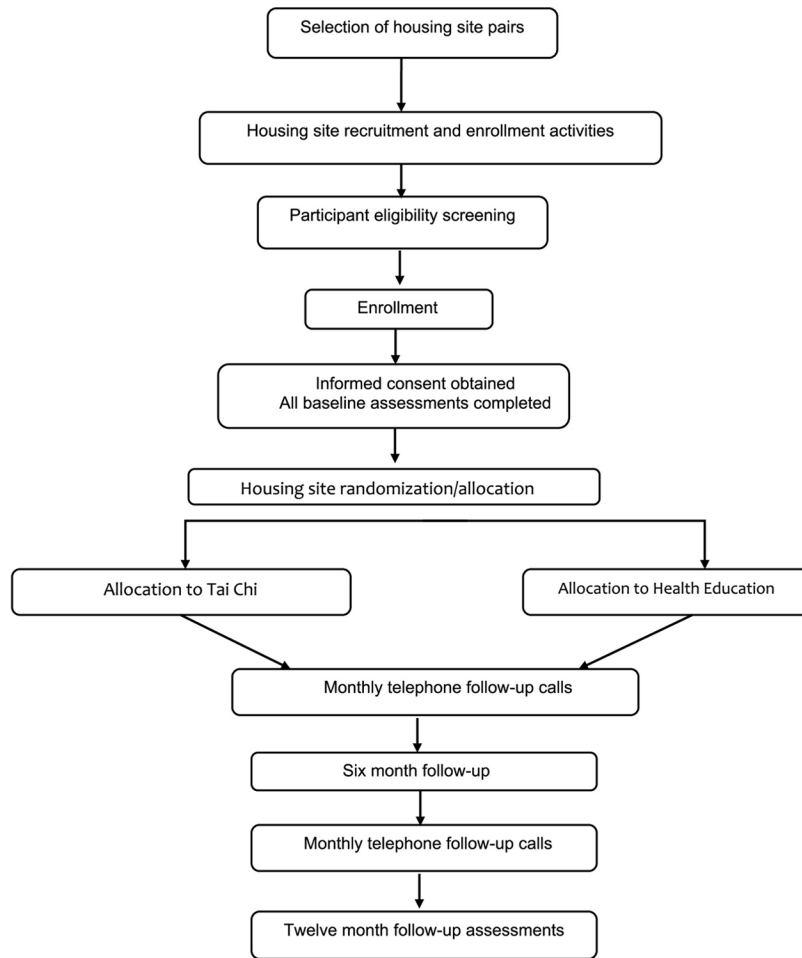 Selection of housing site pairs
Housing site recruitment and enrollment activities
Participant eligibility screening
Enrollment
Informed consent obtained
All baseline assessments completed
Housing site randomization/allocation
Allocation to Tai Chi
Allocation to Health Education
Monthly telephone follow-up calls
Six month follow-up
Monthly telephone follow-up calls
Twelve month follow-up assessments